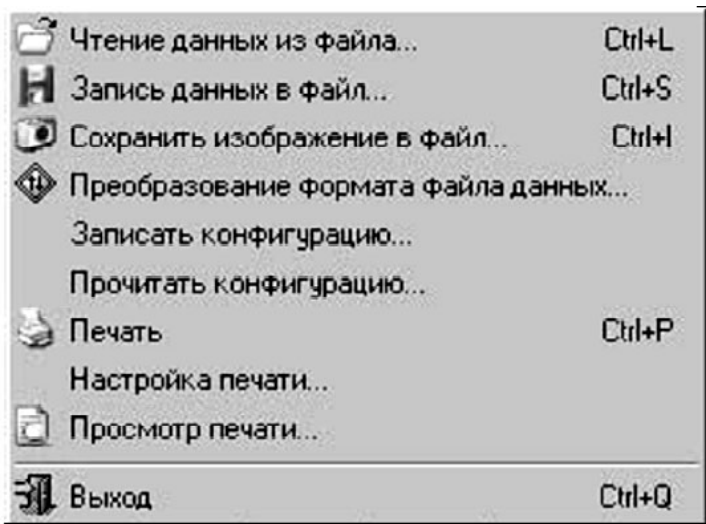 Чтение данных из файла... Ctrl+L
Запись данных в файл... Ctrl+S
Сохранить изображение в файл... Ctrl+I
Преобразование формата файла данных...
Записать конфигурацию...
Прочитать конфигурацию...
Печать Ctrl+P
Настройка печати...
Просмотр печати...
Выход Ctrl+Q